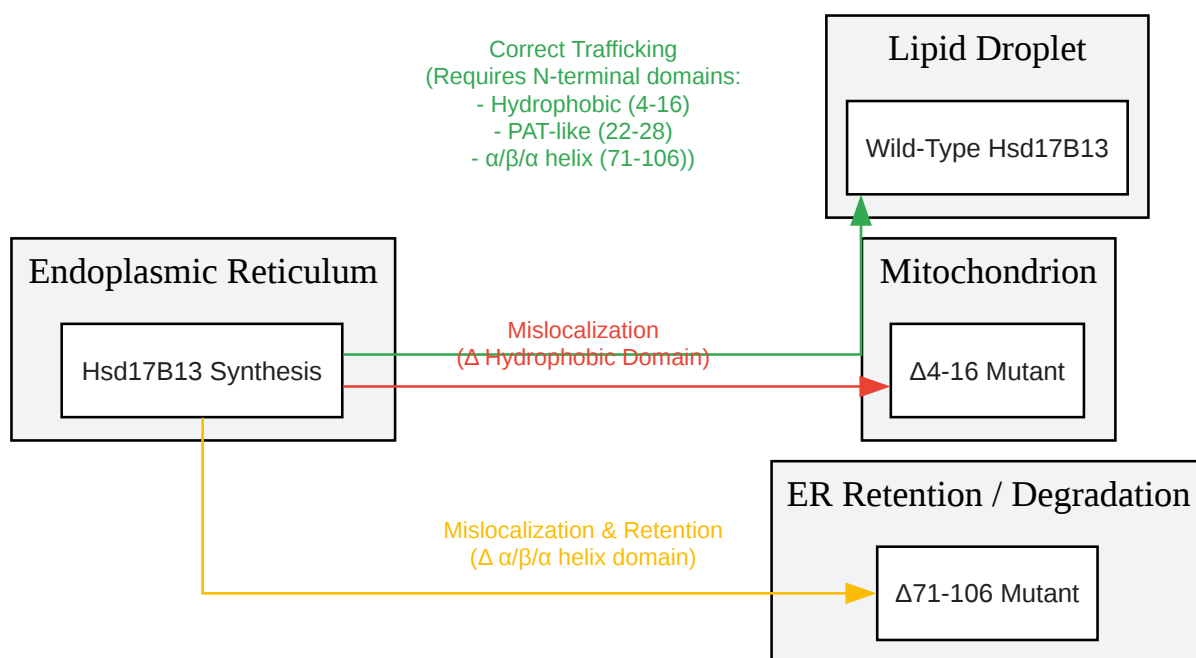 Correct Trafficking
(Requires N-terminal domains:
- Hydrophobic (4-16)
- PAT-like (22-28)
- α/β/α helix (71-106))
Lipid Droplet
Wild-Type Hsd17B13
Endoplasmic Reticulum
Hsd17B13 Synthesis
Mislocalization
(Δ Hydrophobic Domain)
Mitochondrion
Δ4-16 Mutant
Mislocalization & Retention
(Δ α/β/α helix domain)
ER Retention / Degradation
Δ71-106 Mutant